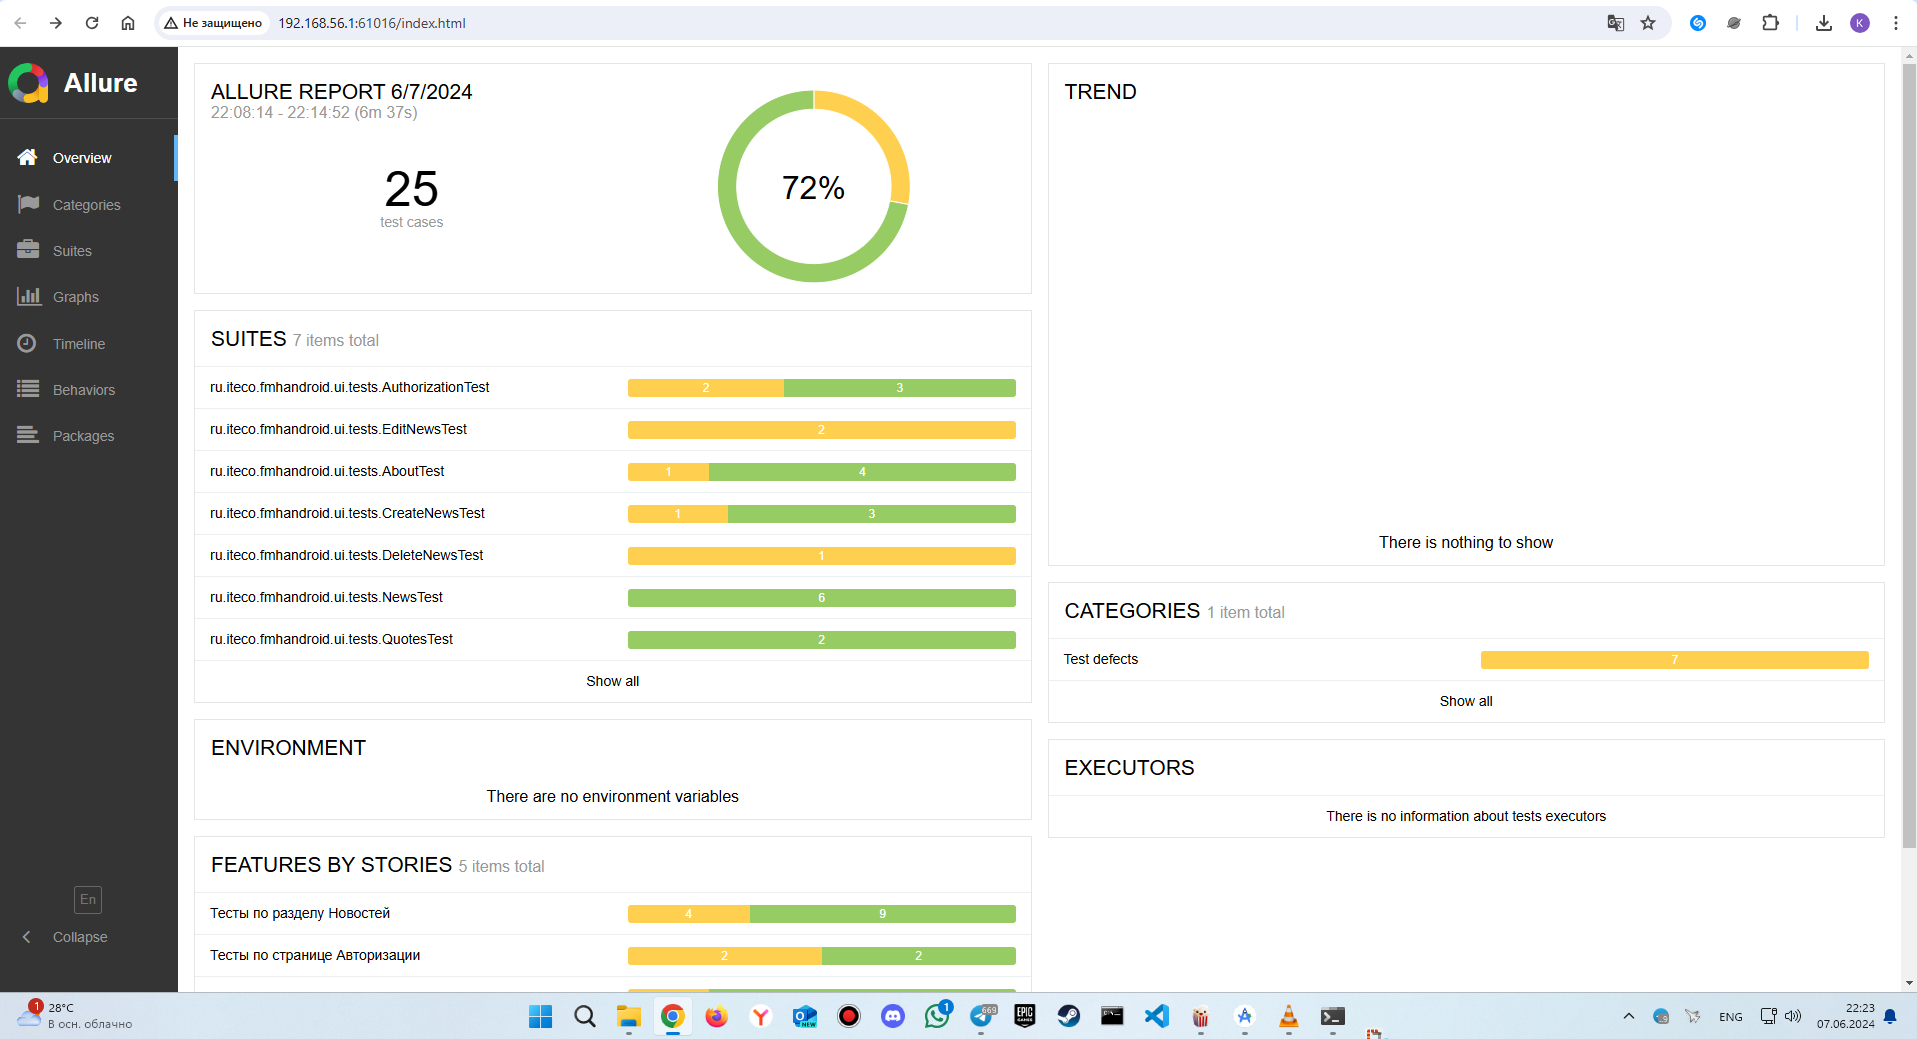 Не защищено
192.168.56.1:61016/index.html
K
Allure
Overview
Categories
Suites
Graphs
Timeline
Behaviors
Packages
En
Collapse
ALLURE REPORT 6/7/2024
22:08:14 - 22:14:52 (6m 37s)
25
test cases
72%
SUITES 7 items total
ru.iteco.fmhandroid.ui.tests.AuthorizationTest 2 3
ru.iteco.fmhandroid.ui.tests.EditNewsTest 2
ru.iteco.fmhandroid.ui.tests.AboutTest 1 4
ru.iteco.fmhandroid.ui.tests.CreateNewsTest 1 3
ru.iteco.fmhandroid.ui.tests.DeleteNewsTest 1
ru.iteco.fmhandroid.ui.tests.NewsTest 6
ru.iteco.fmhandroid.ui.tests.QuotesTest 2
Show all
ENVIRONMENT
There are no environment variables
FEATURES BY STORIES 5 items total
Тесты по разделу Новостей 4 9
Тесты по странице Авторизации 2 2
TREND
There is nothing to show
CATEGORIES 1 item total
Test defects 7
Show all
EXECUTORS
There is no information about tests executors
1
28°C
В осн. облачно
NEW
1
669
EPIC
GAMES
ENG
22:23
07.06.2024